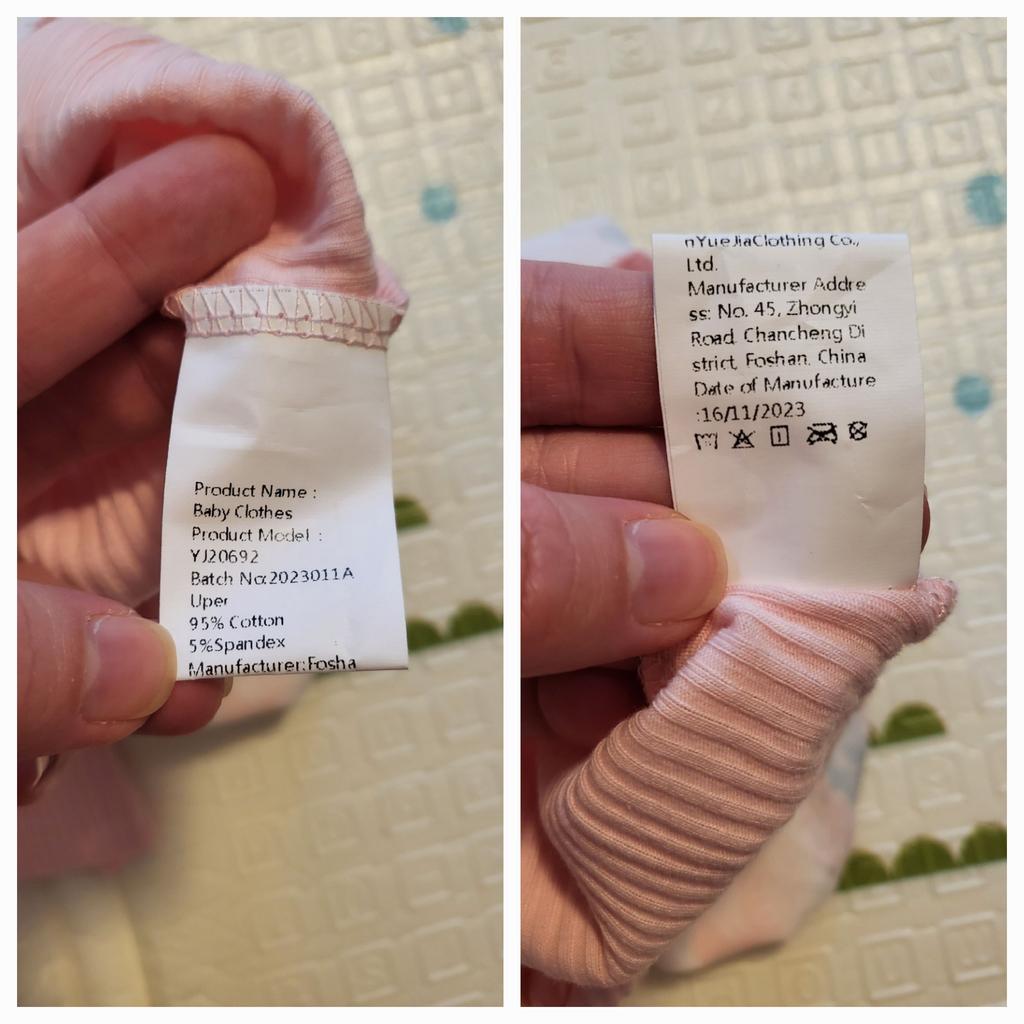 Product Name :
Baby Clothes
Product Model :
YJ20692
Batch No:2023011A
Uper
95% Cotton
5%Spandex
Manufacturer:Fosha
nYueJiaClothing Co.,
Ltd.
Manufacturer Addre
ss: No. 45, Zhongyi
Road, Chancheng Di
strict, Foshan, China
Date of Manufacture
:16/11/2023